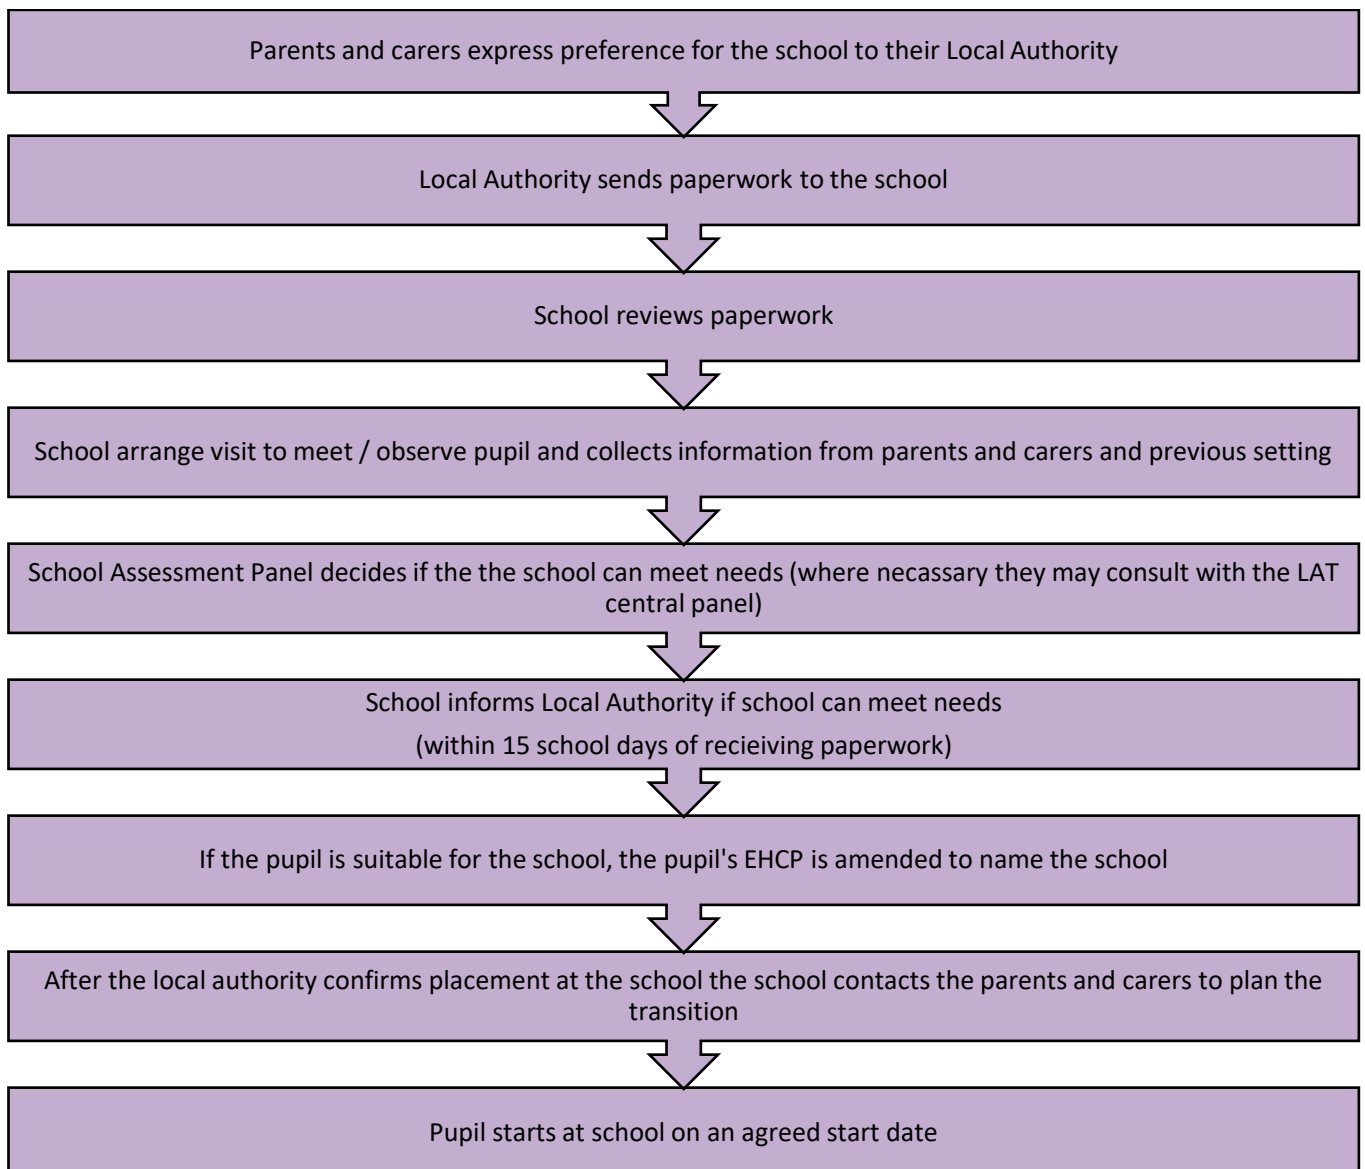 Parents and carers express preference for the school to their Local Authority
Local Authority sends paperwork to the school
School reviews paperwork
School arrange visit to meet / observe pupil and collects information from parents and carers and previous setting
School Assessment Panel decides if the the school can meet needs (where necassary they may consult with the LAT
central panel)
School informs Local Authority if school can meet needs
(within 15 school days of recieiving paperwork)
If the pupil is suitable for the school, the pupil's EHCP is amended to name the school
After the local authority confirms placement at the school the school contacts the parents and carers to plan the
transition
Pupil starts at school on an agreed start date